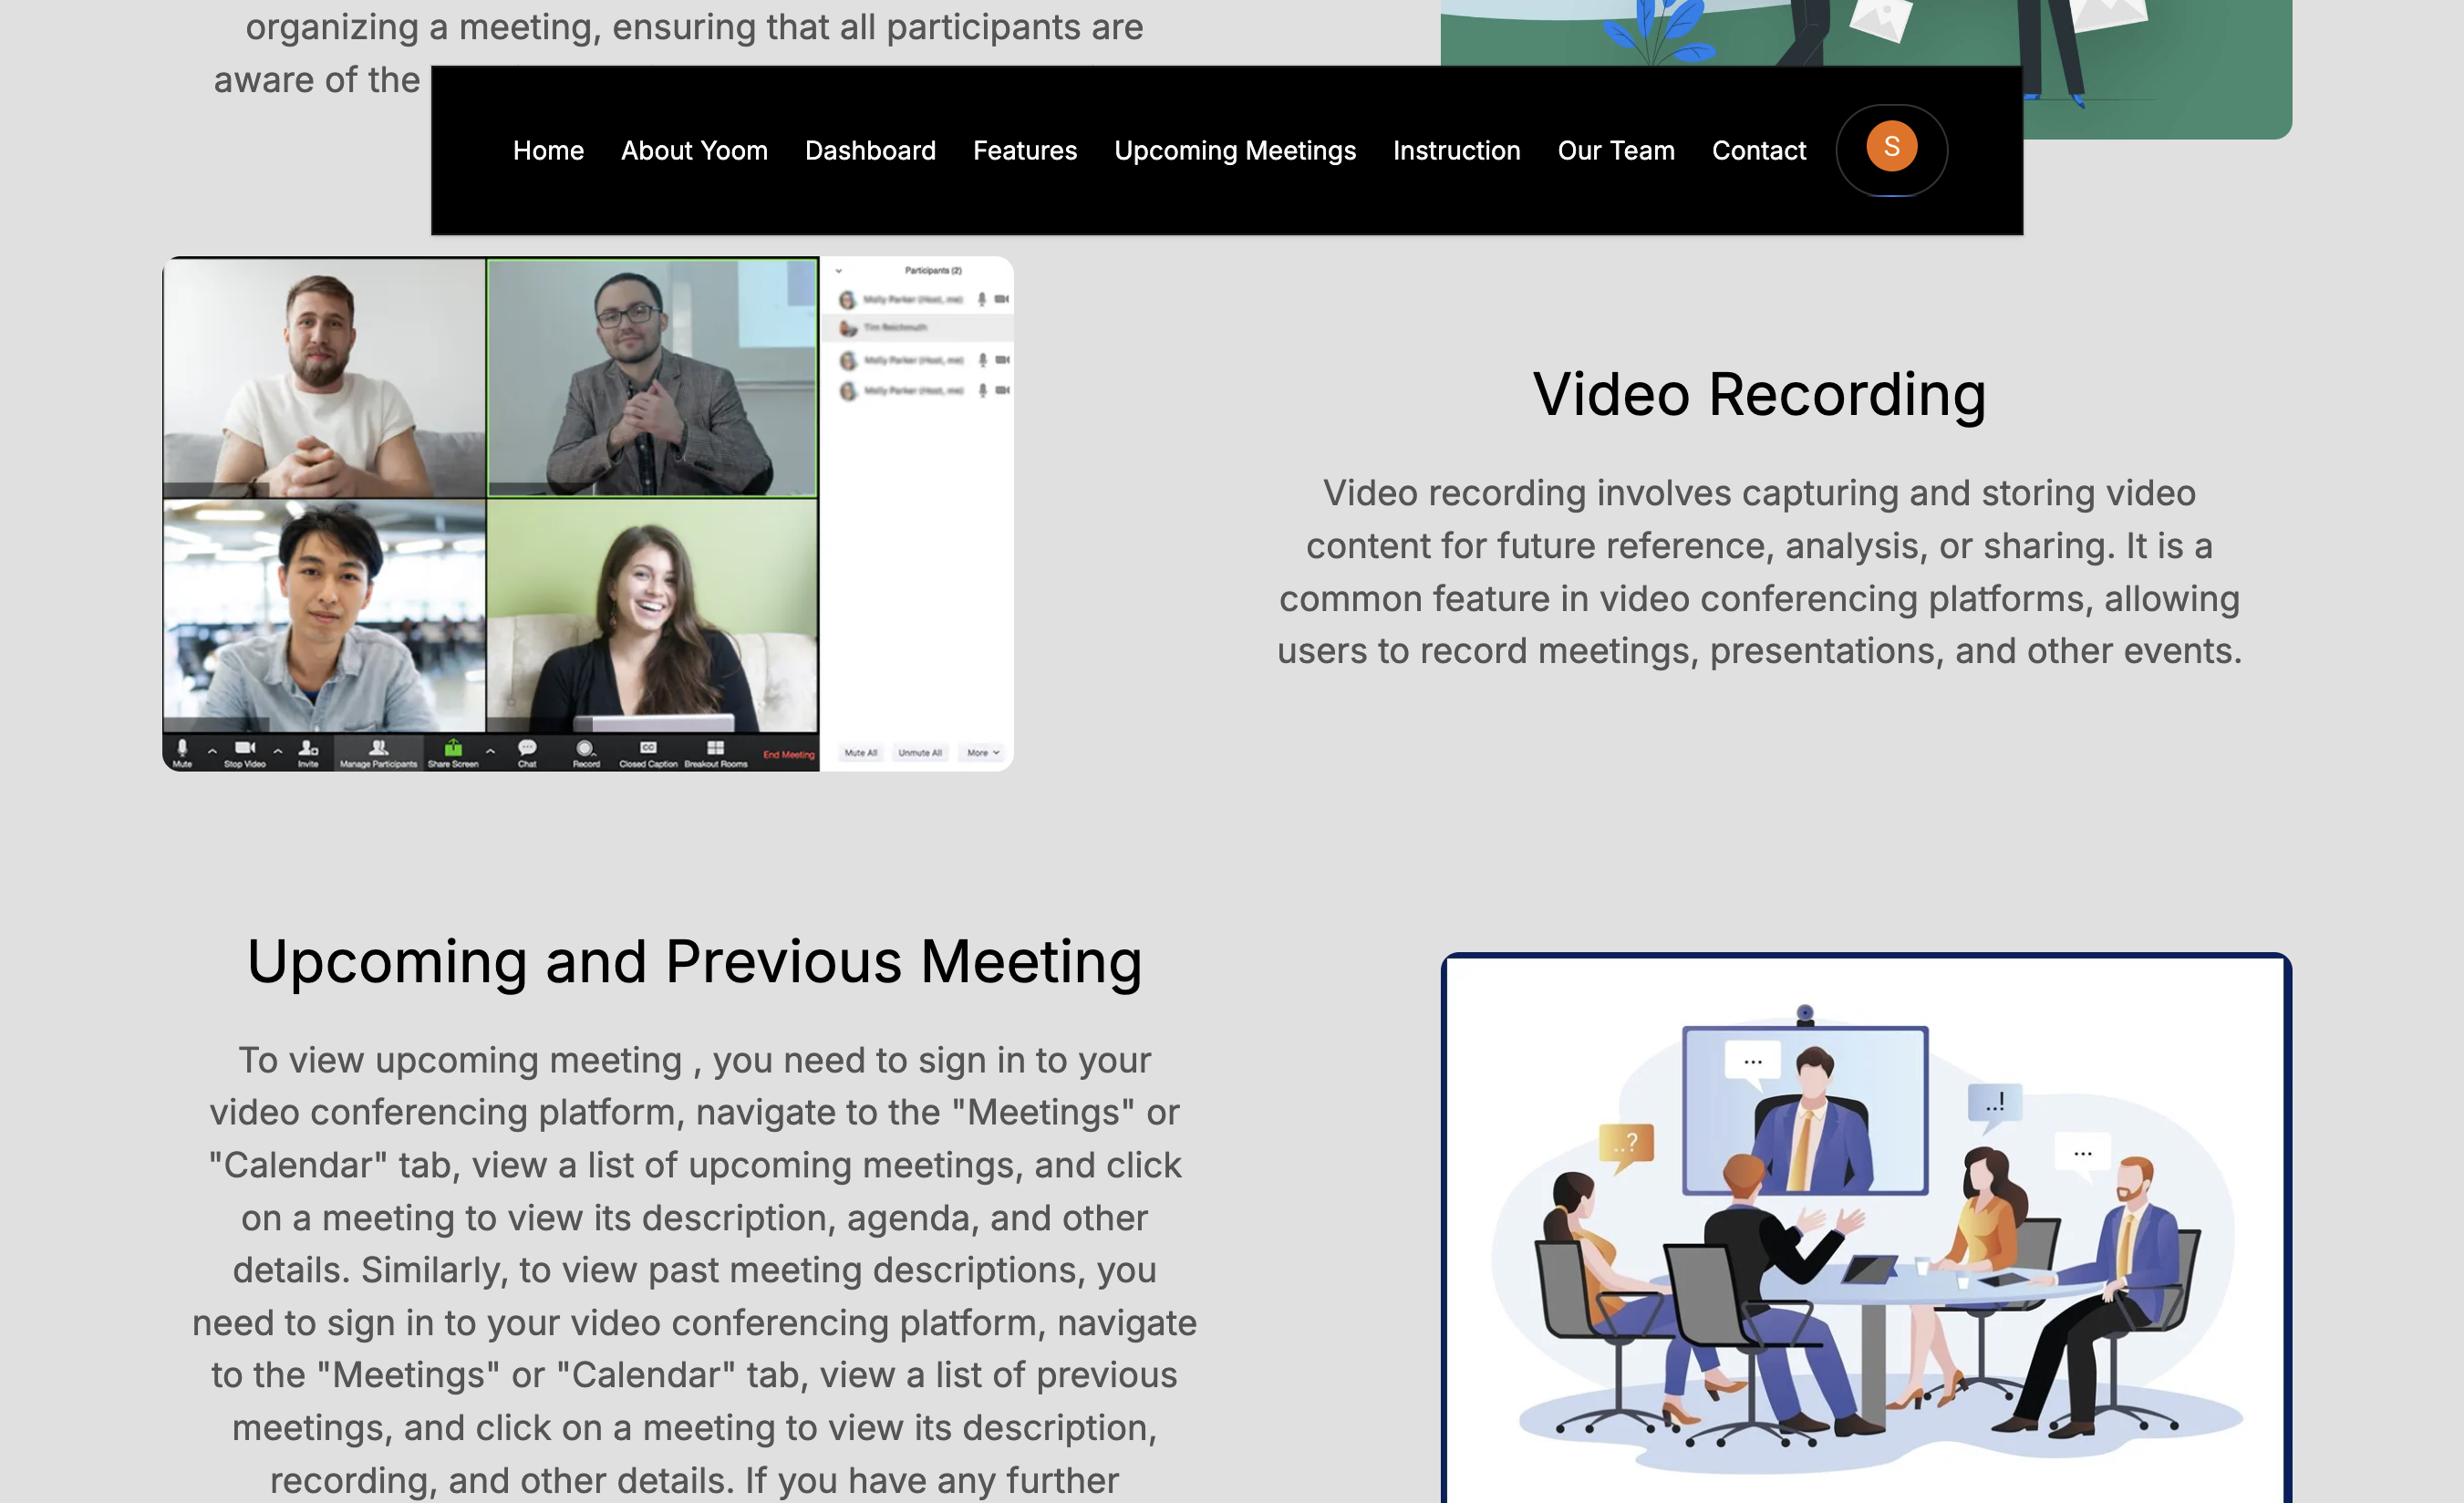 organizing a meeting, ensuring that all participants are
aware of the
Home About Yoom Dashboard Features Upcoming Meetings Instruction Our Team Contact S
Participants (2)
Molly Parker (Host, me)
Tim Reichmuth
Molly Parker (Host, me)
Molly Parker (Host, me)
Mute Stop Video Invite Manage Participants Share Screen Chat Record CC Closed Caption Breakout Rooms End Meeting
Mute All Unmute All More
Video Recording
Video recording involves capturing and storing video
content for future reference, analysis, or sharing. It is a
common feature in video conferencing platforms, allowing
users to record meetings, presentations, and other events.
Upcoming and Previous Meeting
To view upcoming meeting , you need to sign in to your
video conferencing platform, navigate to the "Meetings" or
"Calendar" tab, view a list of upcoming meetings, and click
on a meeting to view its description, agenda, and other
details. Similarly, to view past meeting descriptions, you
need to sign in to your video conferencing platform, navigate
to the "Meetings" or "Calendar" tab, view a list of previous
meetings, and click on a meeting to view its description,
recording, and other details. If you have any further
...
..!
..?
...